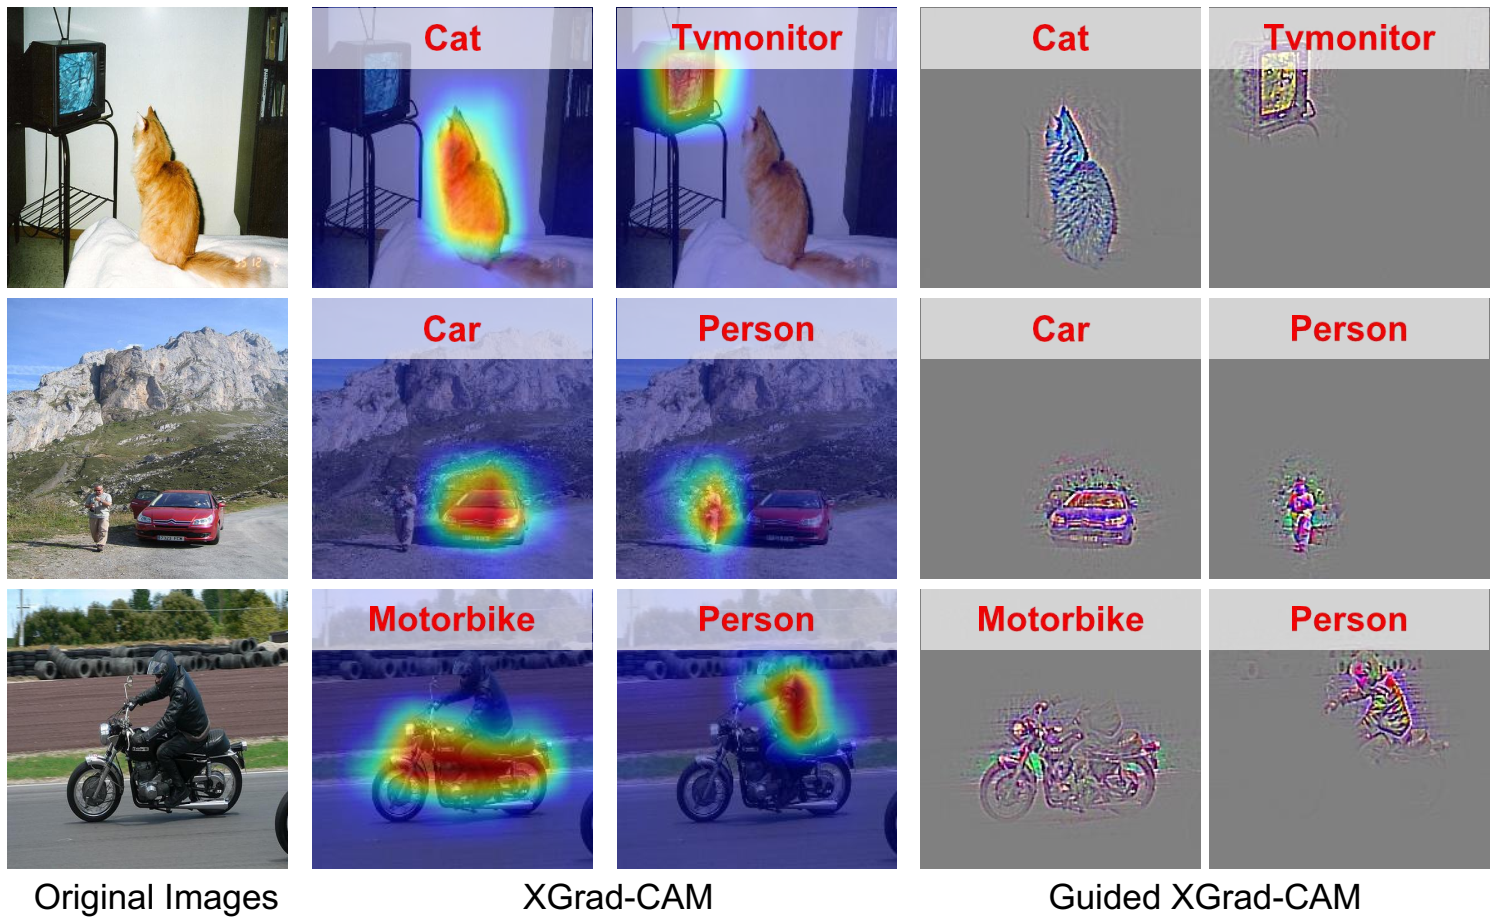 Cat
Tvmonitor
Cat
Tvmonitor
Car
Person
Car
Person
Motorbike
Person
Motorbike
Person
Original Images
XGrad-CAM
Guided XGrad-CAM